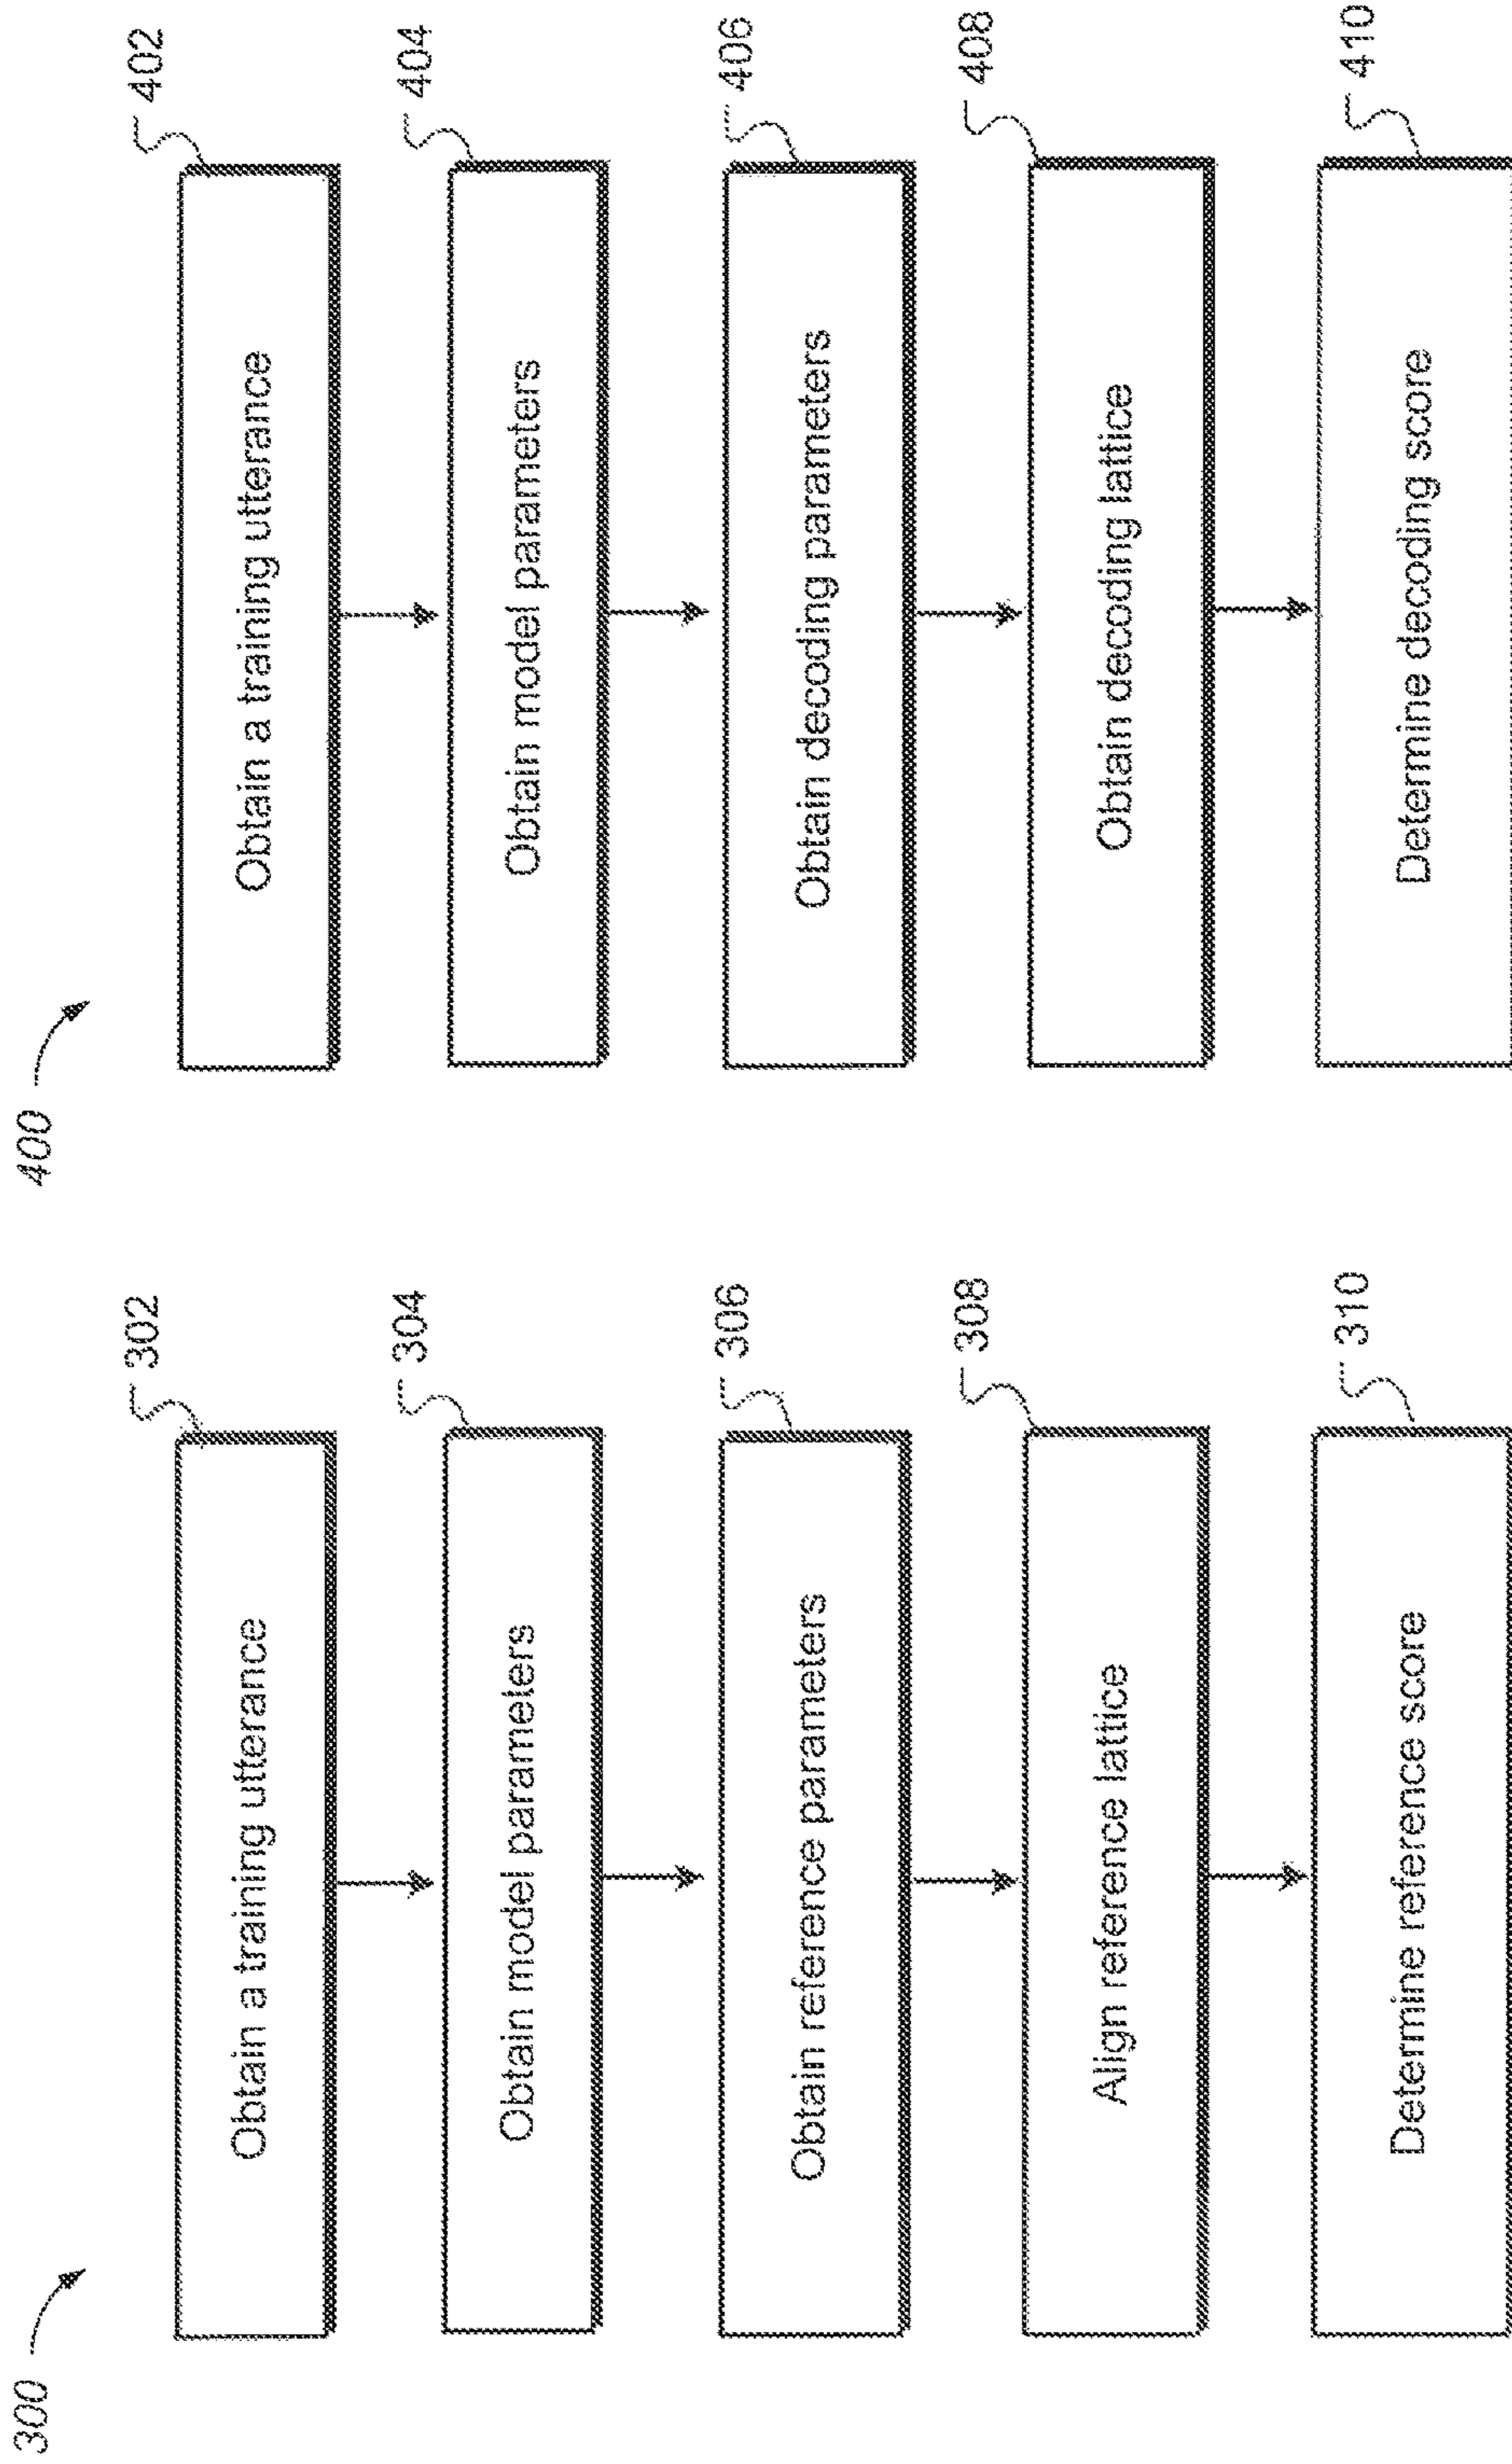 300
302
Obtain a training utterance
304
Obtain model parameters
306
Obtain reference parameters
308
Align reference lattice
310
Determine reference score
400
402
Obtain a training utterance
404
Obtain model parameters
406
Obtain decoding parameters
408
Obtain decoding lattice
410
Determine decoding score